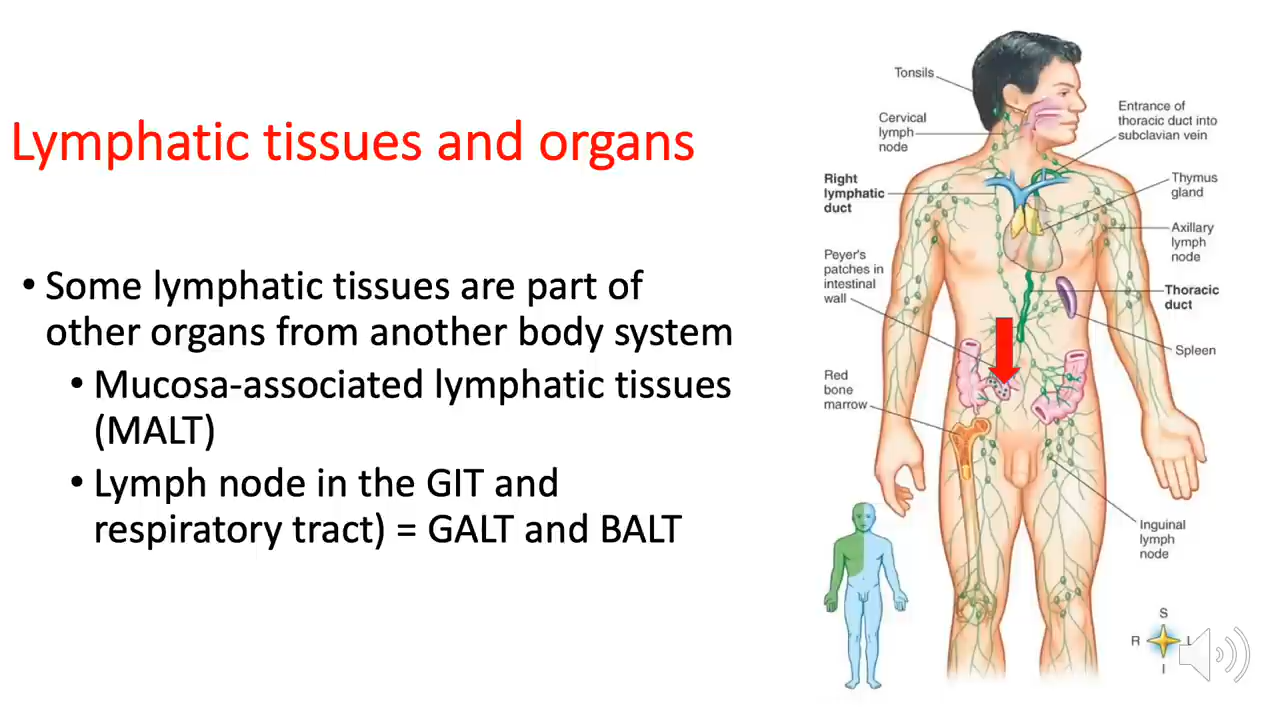 Lymphatic tissues and organs
• Some lymphatic tissues are part of
other organs from another body system
• Mucosa-associated lymphatic tissues
(MALT)
• Lymph node in the GIT and
respiratory tract) = GALT and BALT
Tonsils
Cervical
lymph
node
Right
lymphatic
duct
Peyer's
patches in
intestinal
wall
Red
bone
marrow
Entrance of
thoracic duct into
subclavian vein
Thymus
gland
Axillary
lymph
node
Thoracic
duct
Spleen
Inguinal
lymph
node
S
R L
I